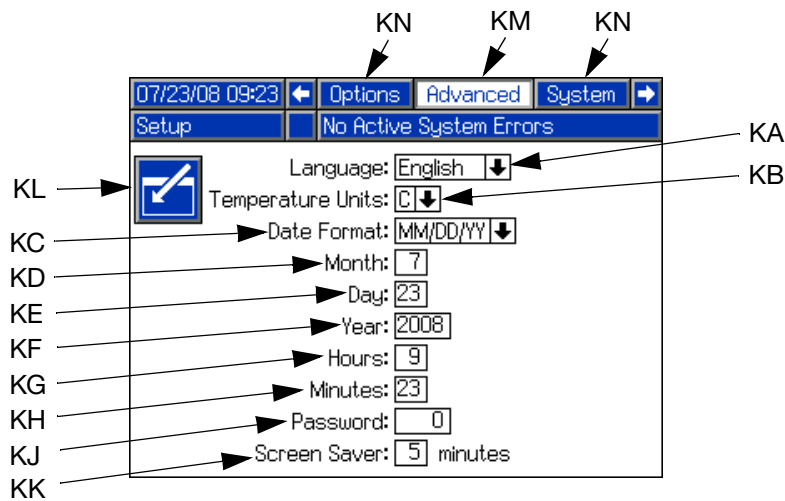 KN KM KN
07/23/08 09:23 Options Advanced System
Setup No Active System Errors
KA
Language: English
KB
KL
Temperature Units: C
KC
Date Format: MM/DD/YY
KD
Month: 7
KE
Day: 23
KF
Year: 2008
KG
Hours: 9
KH
Minutes: 23
KJ
Password: 0
KK
Screen Saver: 5 minutes